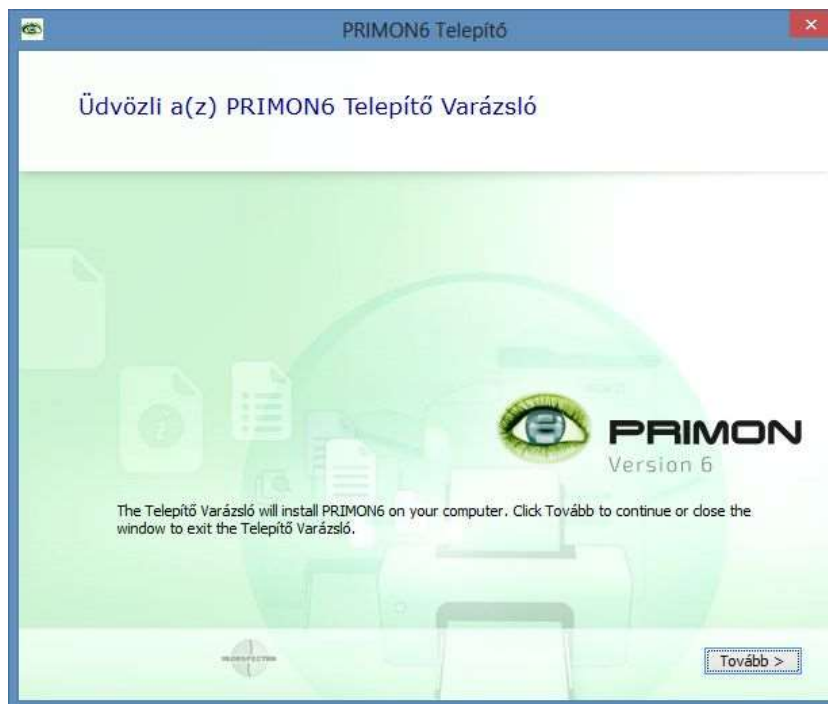 PRIMON6 Telepítő
Üdvözli a(z) PRIMON6 Telepítő Varázsló
PRIMON
Version 6
The Telepítő Varázsló will install PRIMON6 on your computer. Click Tovább to continue or close the
window to exit the Telepítő Varázsló.
Tovább >